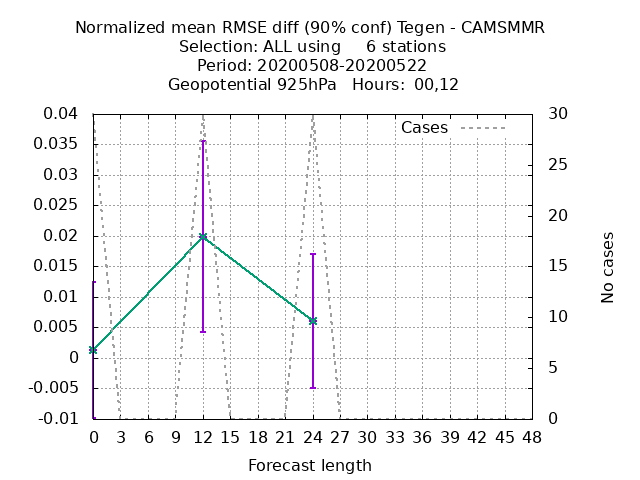 Normalized mean RMSE diff (90% conf) Tegen - CAMSMMR
Selection: ALL using 6 stations
Period: 20200508-20200522
Geopotential 925hPa Hours: 00,12
Cases
0.04
0.035
0.03
0.025
0.02
0.015
0.01
0.005
0
-0.005
-0.01
30
25
20
15
10
5
0
No cases
0 3 6 9 12 15 18 21 24 27 30 33 36 39 42 45 48
Forecast length